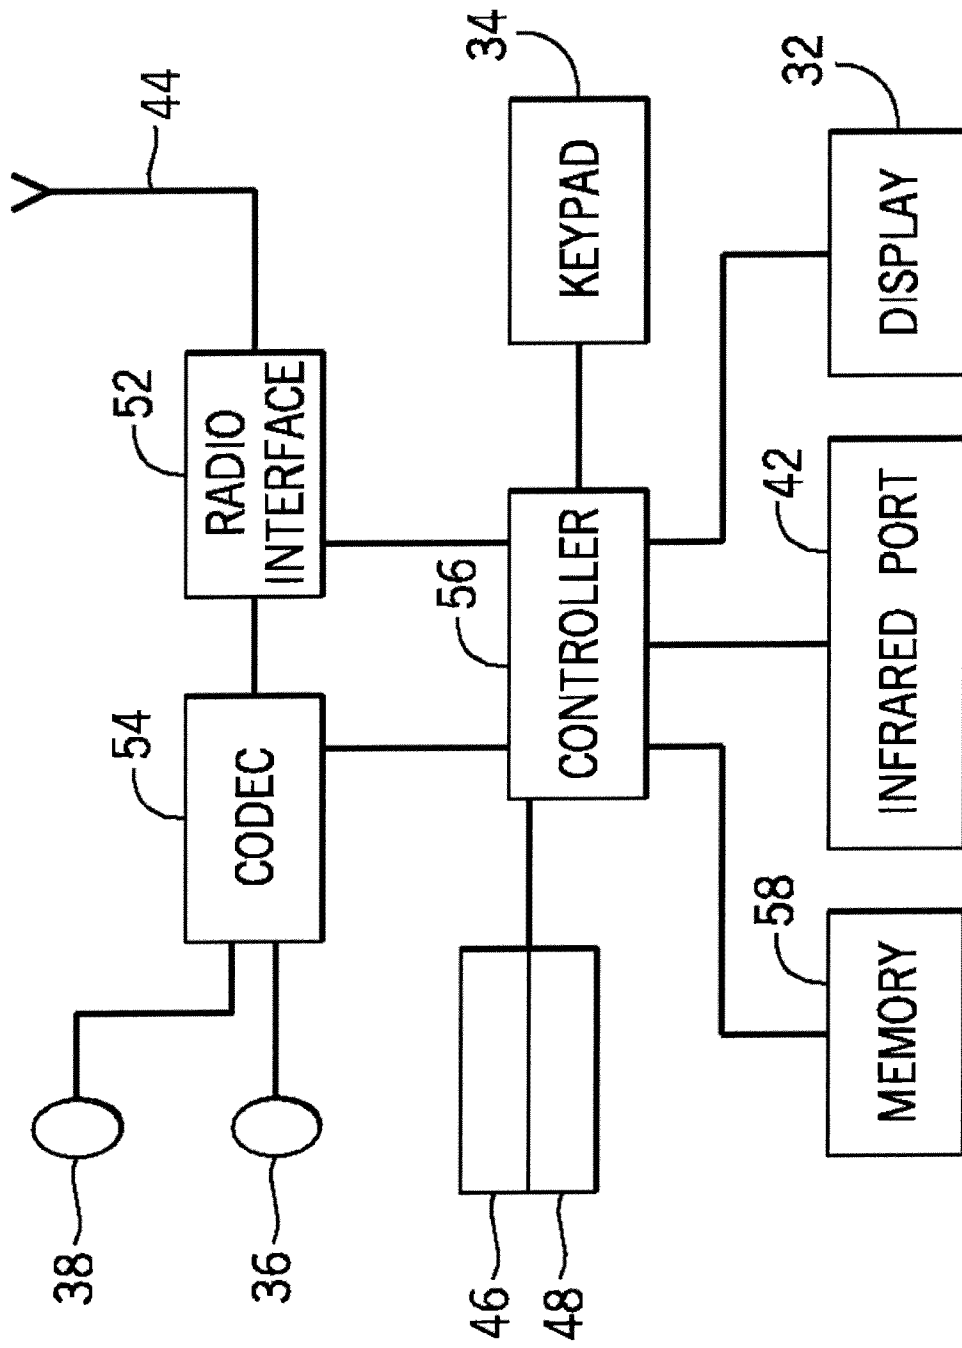 38
36
54
CODEC
52
RADIO
INTERFACE
44
46
48
56
CONTROLLER
34
KEYPAD
58
MEMORY
42
INFRARED PORT
32
DISPLAY